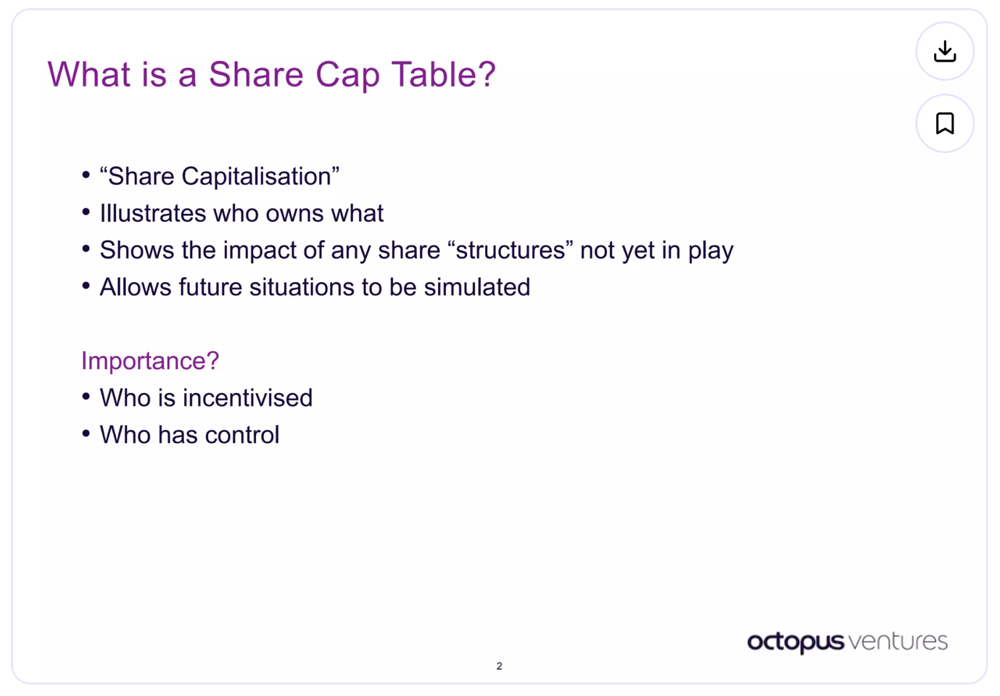 What is a Share Cap Table?
• “Share Capitalisation”
• Illustrates who owns what
• Shows the impact of any share “structures” not yet in play
• Allows future situations to be simulated
Importance?
• Who is incentivised
• Who has control
octopus ventures
2